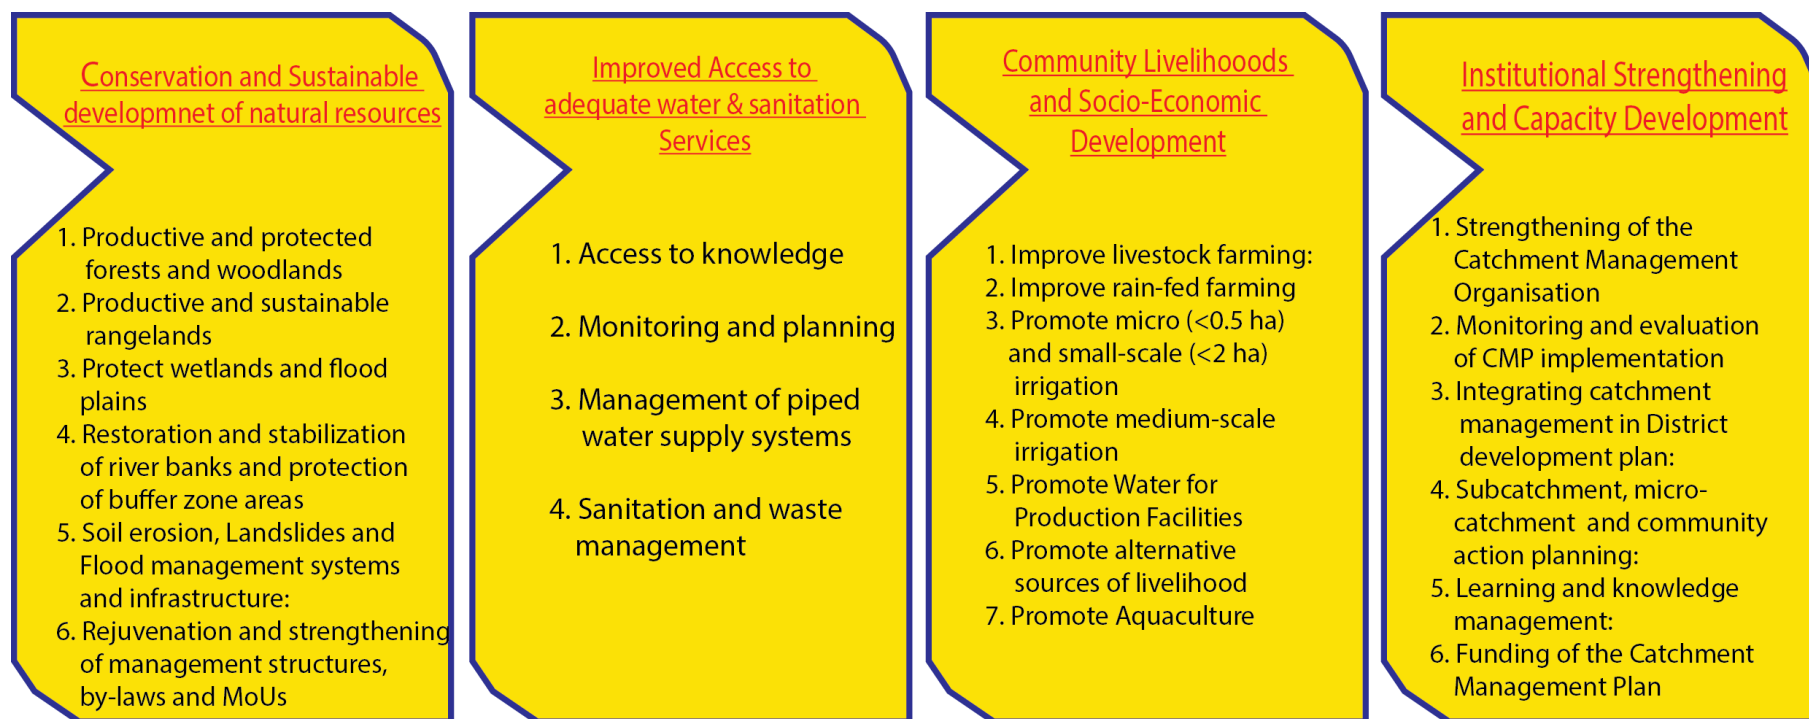 Conservation and Sustainable
developmnet of natural resources
1. Productive and protected
forests and woodlands
2. Productive and sustainable
rangelands
3. Protect wetlands and flood
plains
4. Restoration and stabilization
of river banks and protection
of buffer zone areas
5. Soil erosion, Landslides and
Flood management systems
and infrastructure:
6. Rejuvenation and strengthening
of management structures,
by-laws and MoUs
Improved Access to
adequate water & sanitation
Services
1. Access to knowledge
2. Monitoring and planning
3. Management of piped
water supply systems
4. Sanitation and waste
management
Community Livelihooods
and Socio-Economic
Development
1. Improve livestock farming:
2. Improve rain-fed farming
3. Promote micro (<0.5 ha)
and small-scale (<2 ha)
irrigation
4. Promote medium-scale
irrigation
5. Promote Water for
Production Facilities
6. Promote alternative
sources of livelihood
7. Promote Aquaculture
Institutional Strengthening
and Capacity Development
1. Strengthening of the
Catchment Management
Organisation
2. Monitoring and evaluation
of CMP implementation
3. Integrating catchment
management in District
development plan:
4. Subcatchment, micro-
catchment and community
action planning:
5. Learning and knowledge
management:
6. Funding of the Catchment
Management Plan